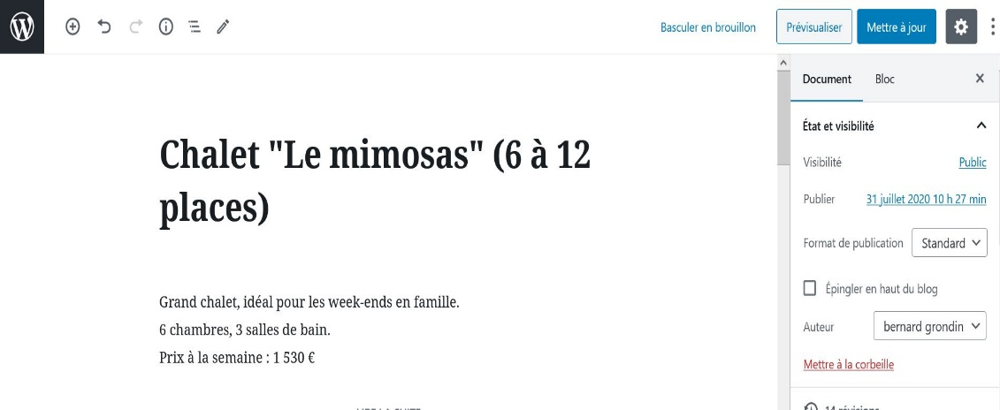 Basculer en brouillon Prévisualiser Mettre à jour
Document Bloc
Chalet "Le mimosas" (6 à 12
places)
Grand chalet, idéal pour les week-ends en famille.
6 chambres, 3 salles de bain.
Prix à la semaine : 1 530 €
État et visibilité
Visibilité Public
Publier 31 juillet 2020 10 h 27 min
Format de publication Standard
Épingler en haut du blog
Auteur bernard grondin
Mettre à la corbeille
14 révisions